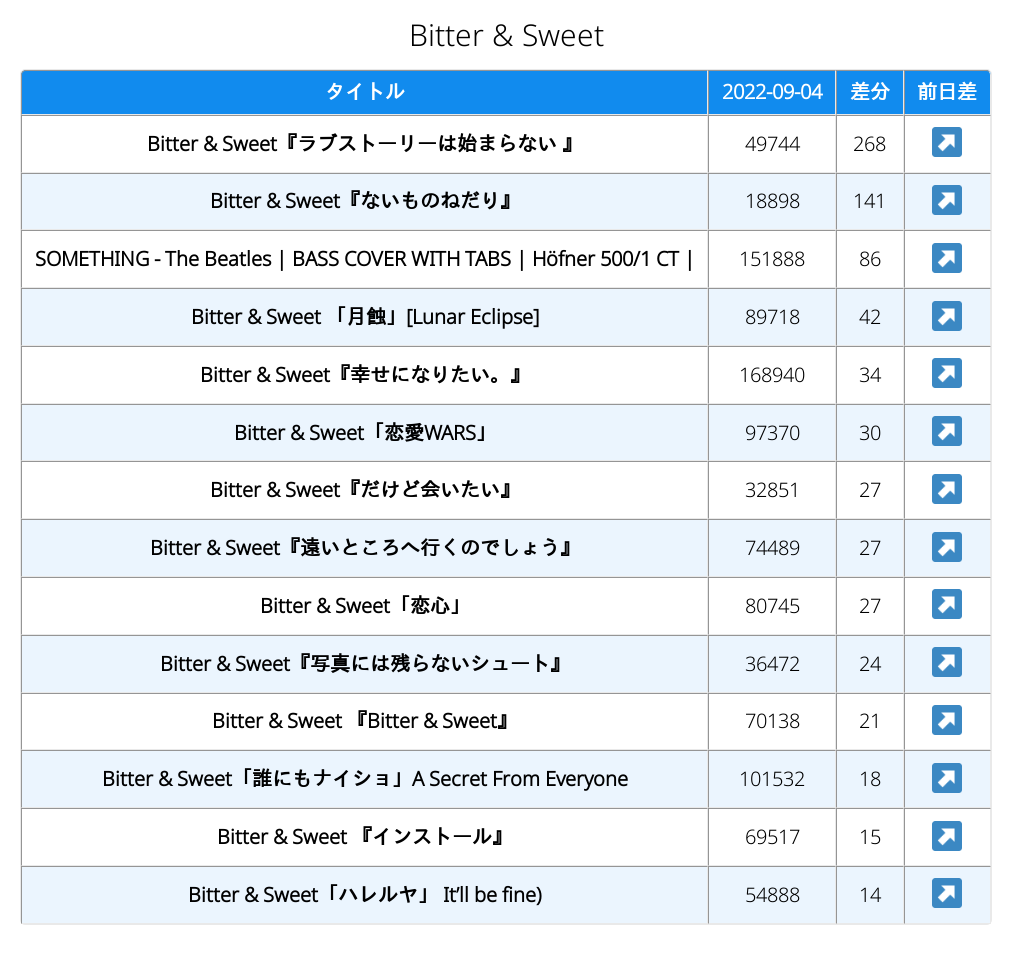 Bitter & Sweet
タイトル 2022-09-04 差分 前日差
Bitter & Sweet『ラブストーリーは始まらない 』 49744 268
Bitter & Sweet『ないものねだり』 18898 141
SOMETHING - The Beatles | BASS COVER WITH TABS | Höfner 500/1 CT | 151888 86
Bitter & Sweet 「月蝕」[Lunar Eclipse] 89718 42
Bitter & Sweet『幸せになりたい。』 168940 34
Bitter & Sweet「恋愛WARS」 97370 30
Bitter & Sweet『だけど会いたい』 32851 27
Bitter & Sweet『遠いところへ行くのでしょう』 74489 27
Bitter & Sweet「恋心」 80745 27
Bitter & Sweet『写真には残らないシュート』 36472 24
Bitter & Sweet 『Bitter & Sweet』 70138 21
Bitter & Sweet「誰にもナイショ」A Secret From Everyone 101532 18
Bitter & Sweet 『インストール』 69517 15
Bitter & Sweet「ハレルヤ」 It’ll be fine) 54888 14